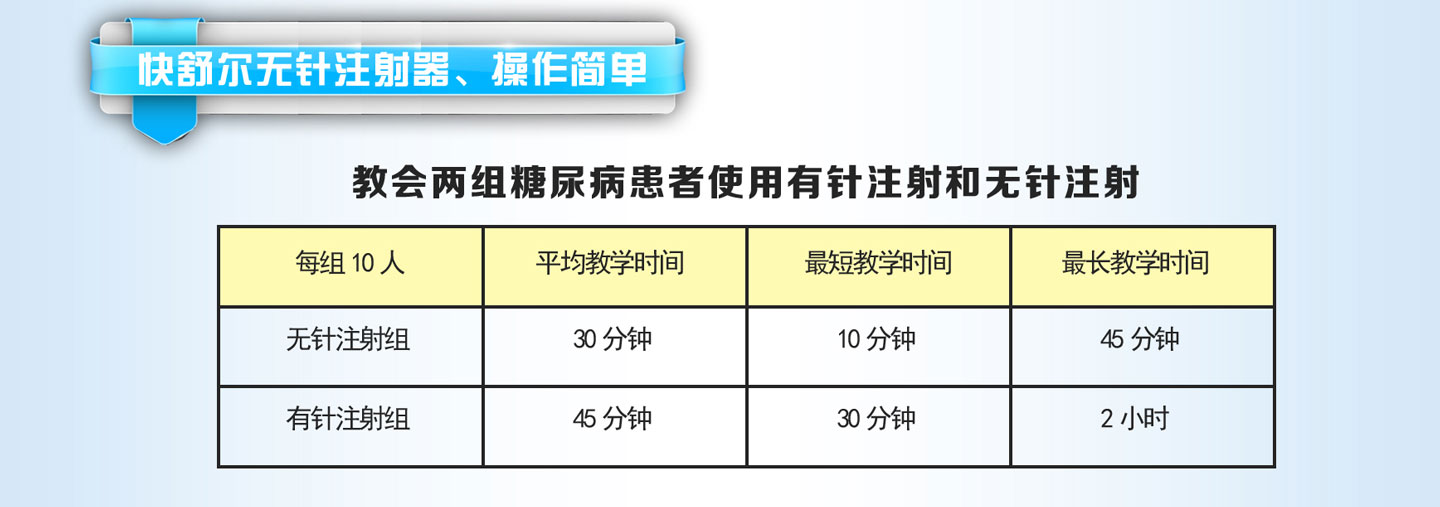 快舒尔无针注射器、操作简单
教会两组糖尿病患者使用有针注射和无针注射
每组 10 人 平均教学时间 最短教学时间 最长教学时间
无针注射组 30 分钟 10 分钟 45 分钟
有针注射组 45 分钟 30 分钟 2 小时